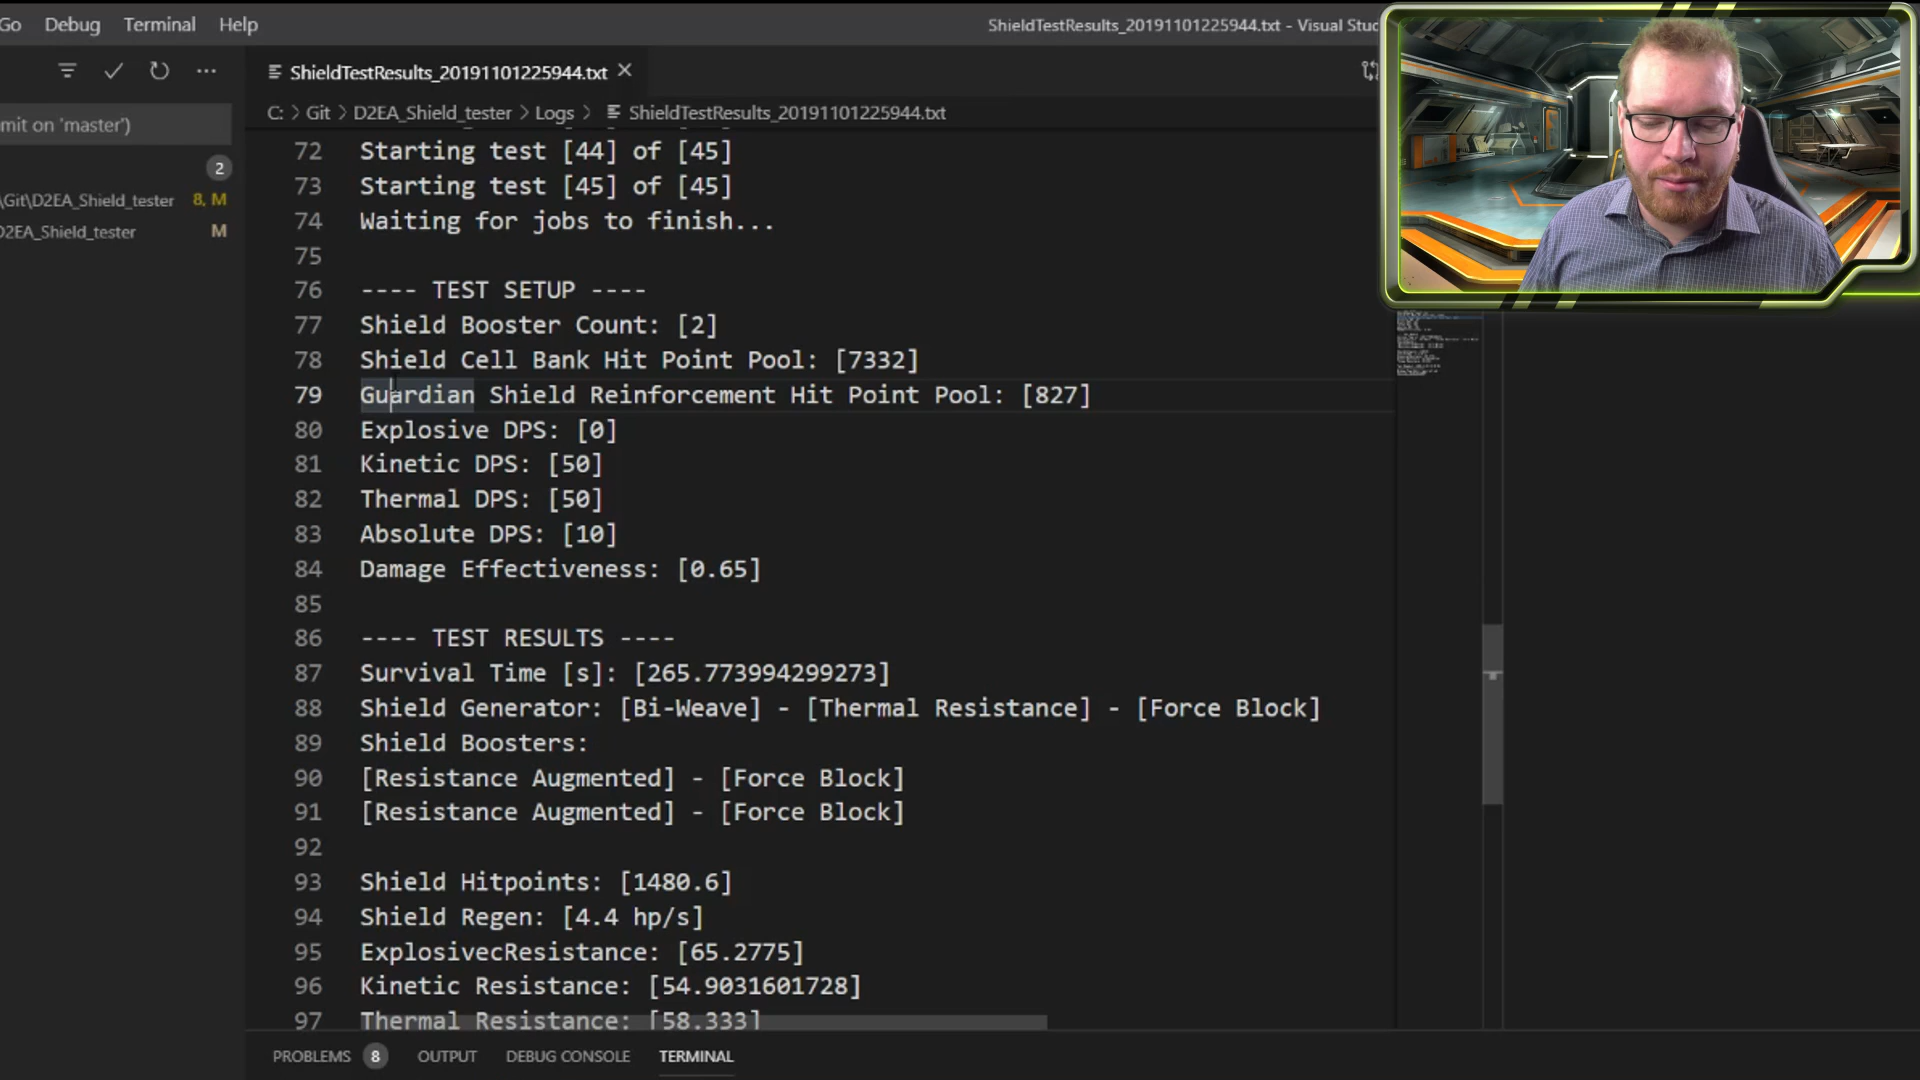 Go Debug Terminal Help
ShieldTestResults_20191101225944.txt - Visual Stud
ShieldTestResults_20191101225944.txt
C: > Git > D2EA_Shield_tester > Logs > ShieldTestResults_20191101225944.txt
mit on 'master')
2
\Git\D2EA_Shield_tester 8, M
D2EA_Shield_tester M
72 Starting test [44] of [45]
73 Starting test [45] of [45]
74 Waiting for jobs to finish...
75
76 ---- TEST SETUP ----
77 Shield Booster Count: [2]
78 Shield Cell Bank Hit Point Pool: [7332]
79 Guardian Shield Reinforcement Hit Point Pool: [827]
80 Explosive DPS: [0]
81 Kinetic DPS: [50]
82 Thermal DPS: [50]
83 Absolute DPS: [10]
84 Damage Effectiveness: [0.65]
85
86 ---- TEST RESULTS ----
87 Survival Time [s]: [265.773994299273]
88 Shield Generator: [Bi-Weave] - [Thermal Resistance] - [Force Block]
89 Shield Boosters:
90 [Resistance Augmented] - [Force Block]
91 [Resistance Augmented] - [Force Block]
92
93 Shield Hitpoints: [1480.6]
94 Shield Regen: [4.4 hp/s]
95 ExplosivecResistance: [65.2775]
96 Kinetic Resistance: [54.9031601728]
97 Thermal Resistance: [58.333]
PROBLEMS 8 OUTPUT DEBUG CONSOLE TERMINAL